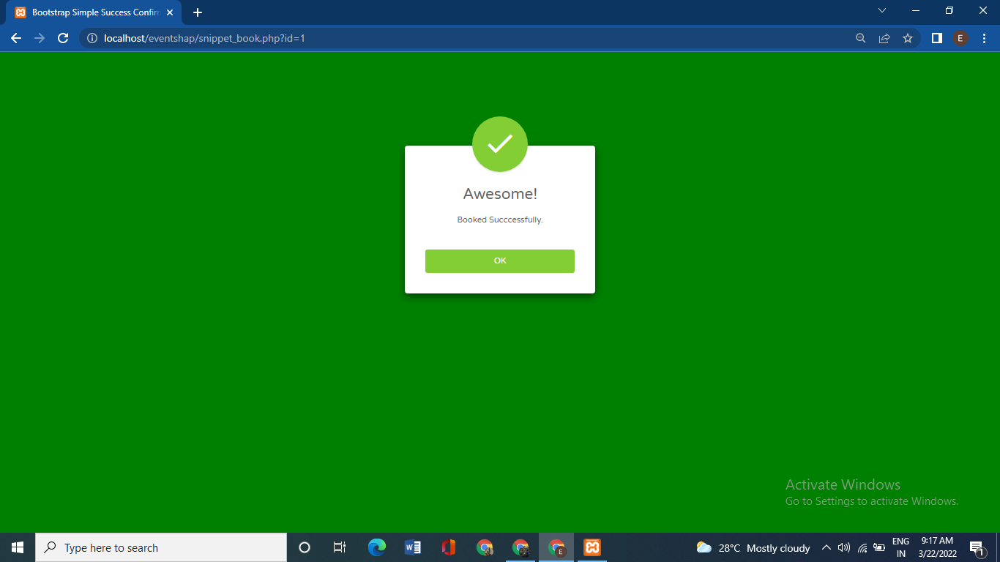 Bootstrap Simple Success Confirm
localhost/eventshap/snippet_book.php?id=1
E
Awesome!
Booked Succcessfully.
OK
Activate Windows
Go to Settings to activate Windows.
Type here to search
E
28°C Mostly cloudy
ENG
IN
9:17 AM
3/22/2022
1